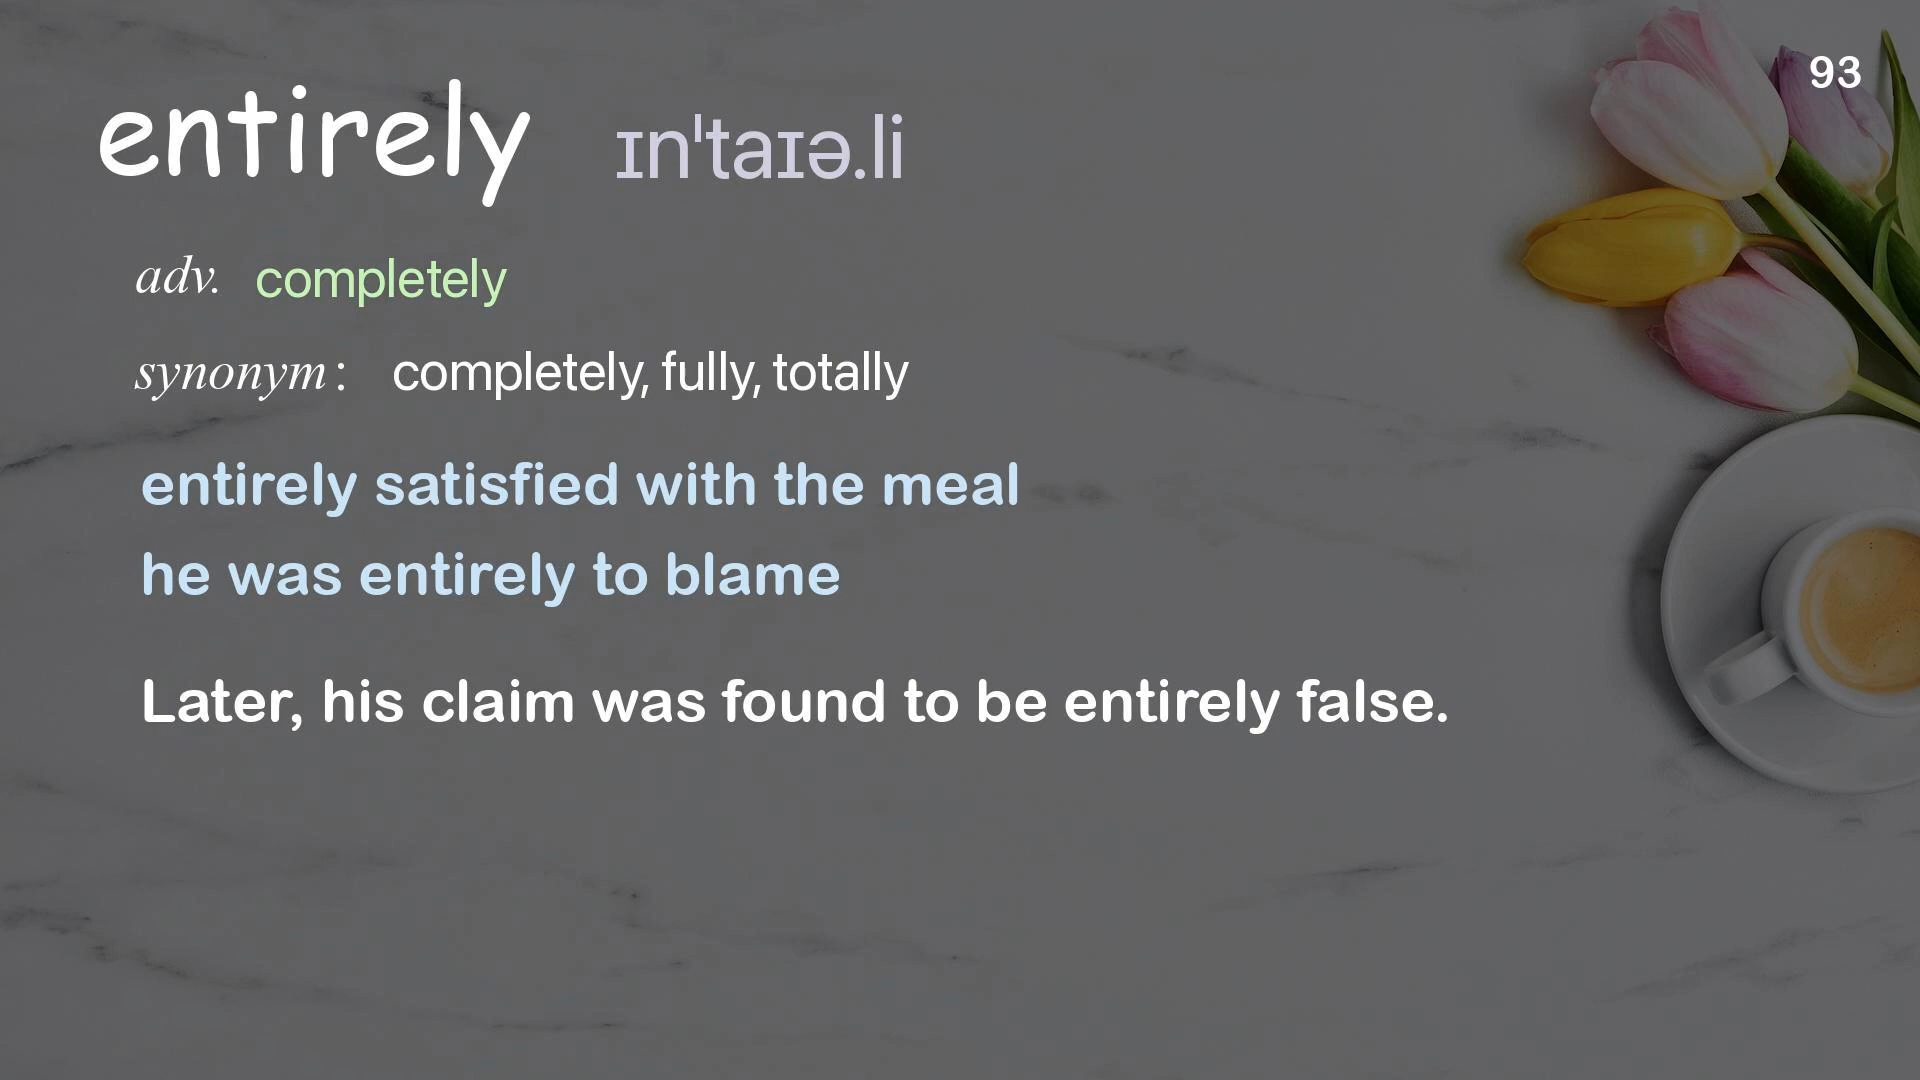 93
entirely ɪnˈtaɪə.li
adv. completely
synonym: completely, fully, totally
entirely satisfied with the meal
he was entirely to blame
Later, his claim was found to be entirely false.